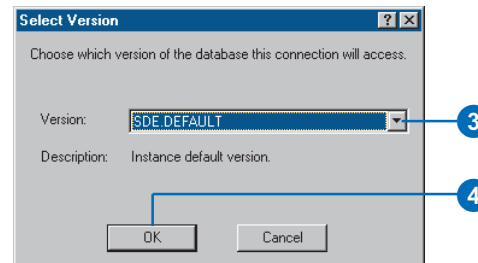 Select Version
Choose which version of the database this connection will access.
Version: SDE.DEFAULT
3
Description: Instance default version.
4
OK Cancel